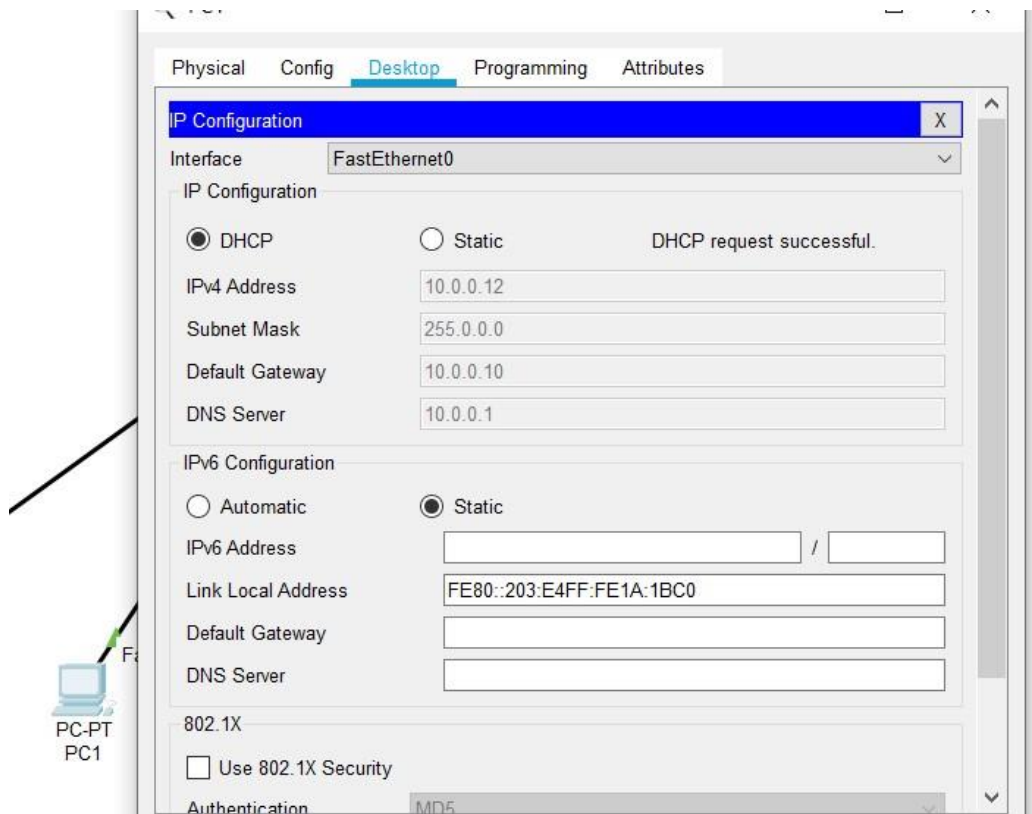 Physical Config Desktop Programming Attributes
IP Configuration X
Interface FastEthernet0
IP Configuration
DHCP Static DHCP request successful.
IPv4 Address 10.0.0.12
Subnet Mask 255.0.0.0
Default Gateway 10.0.0.10
DNS Server 10.0.0.1
IPv6 Configuration
Automatic Static
IPv6 Address /
Link Local Address FE80::203:E4FF:FE1A:1BC0
Default Gateway
DNS Server
802.1X
Use 802.1X Security
Authentication MD5
Fa
PC-PT
PC1